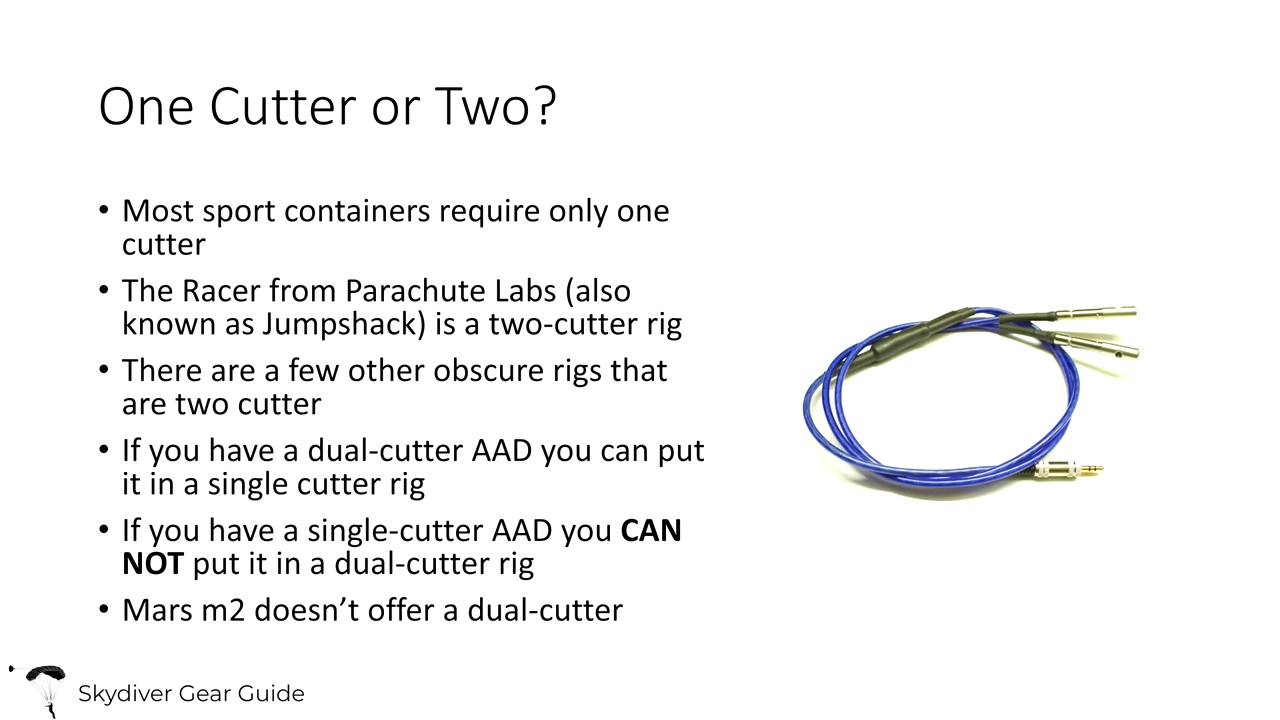 One Cutter or Two?
• Most sport containers require only one
cutter
• The Racer from Parachute Labs (also
known as Jumpshack) is a two-cutter rig
• There are a few other obscure rigs that
are two cutter
• If you have a dual-cutter AAD you can put
it in a single cutter rig
• If you have a single-cutter AAD you CAN
NOT put it in a dual-cutter rig
• Mars m2 doesn’t offer a dual-cutter
Skydiver Gear Guide